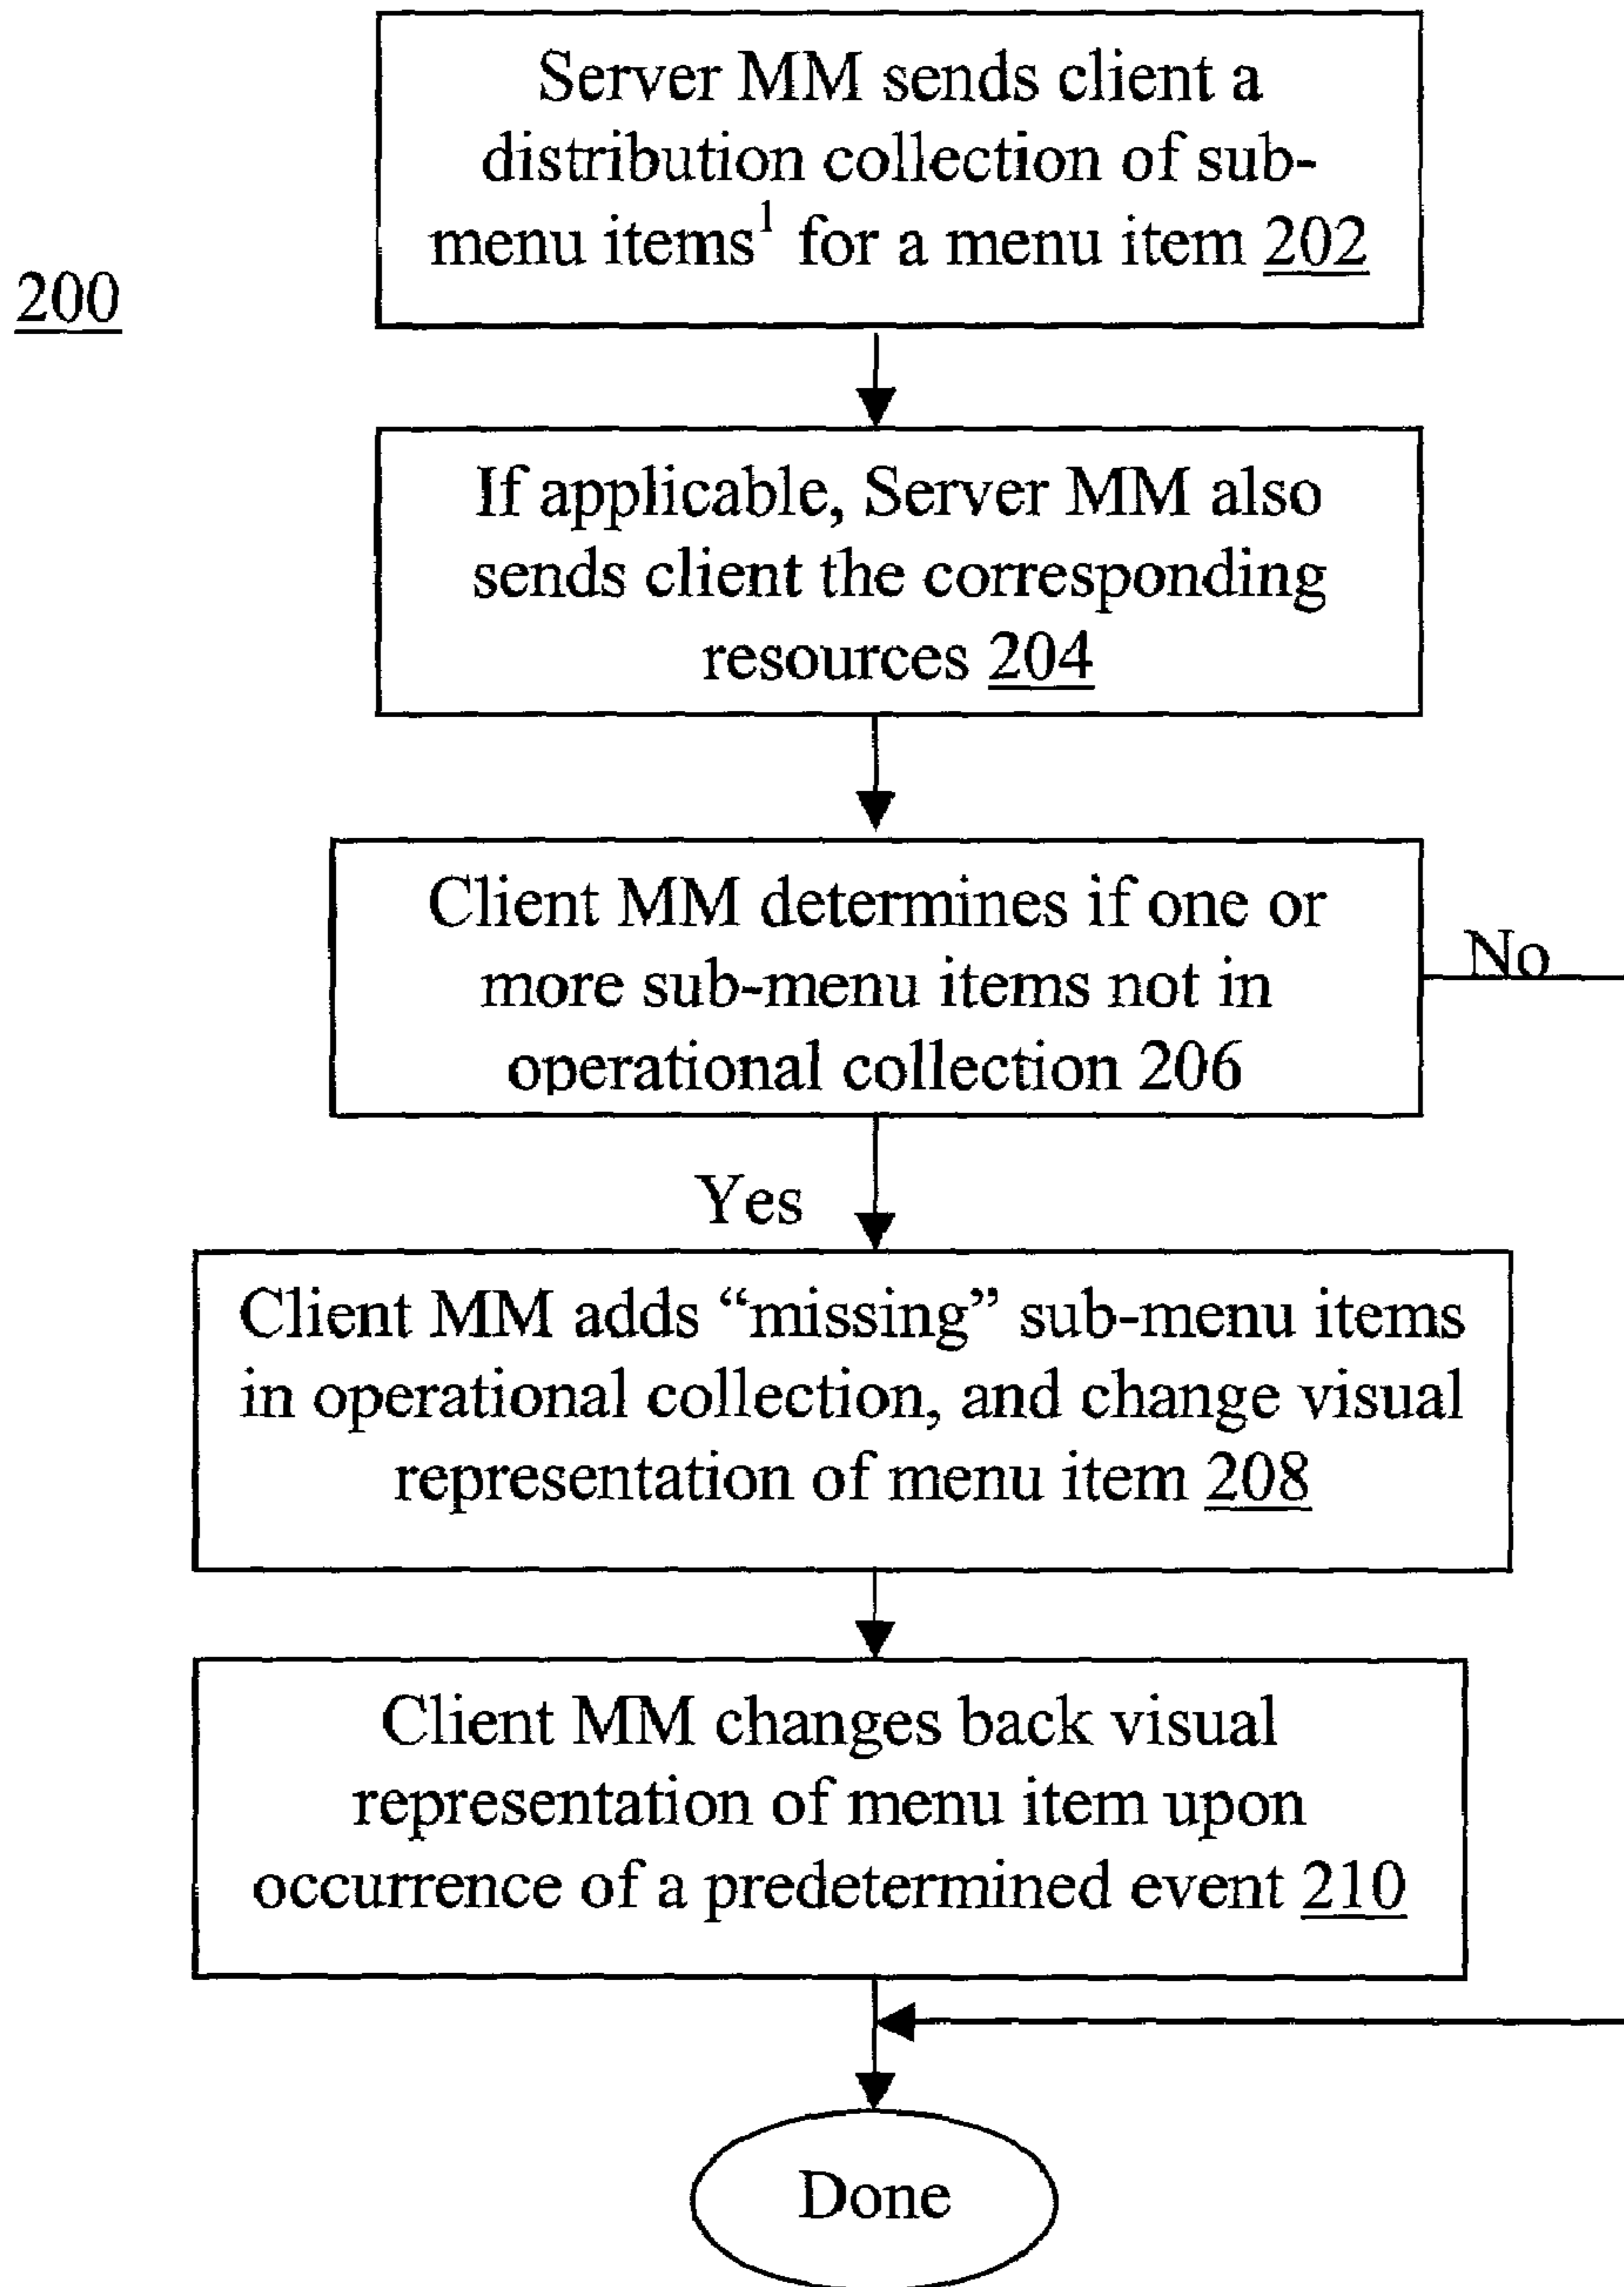 Server MM sends client a
distribution collection of sub-
menu items¹ for a menu item 202
200
If applicable, Server MM also
sends client the corresponding
resources 204
Client MM determines if one or
more sub-menu items not in
operational collection 206
No
Yes
Client MM adds “missing” sub-menu items
in operational collection, and change visual
representation of menu item 208
Client MM changes back visual
representation of menu item upon
occurrence of a predetermined event 210
Done